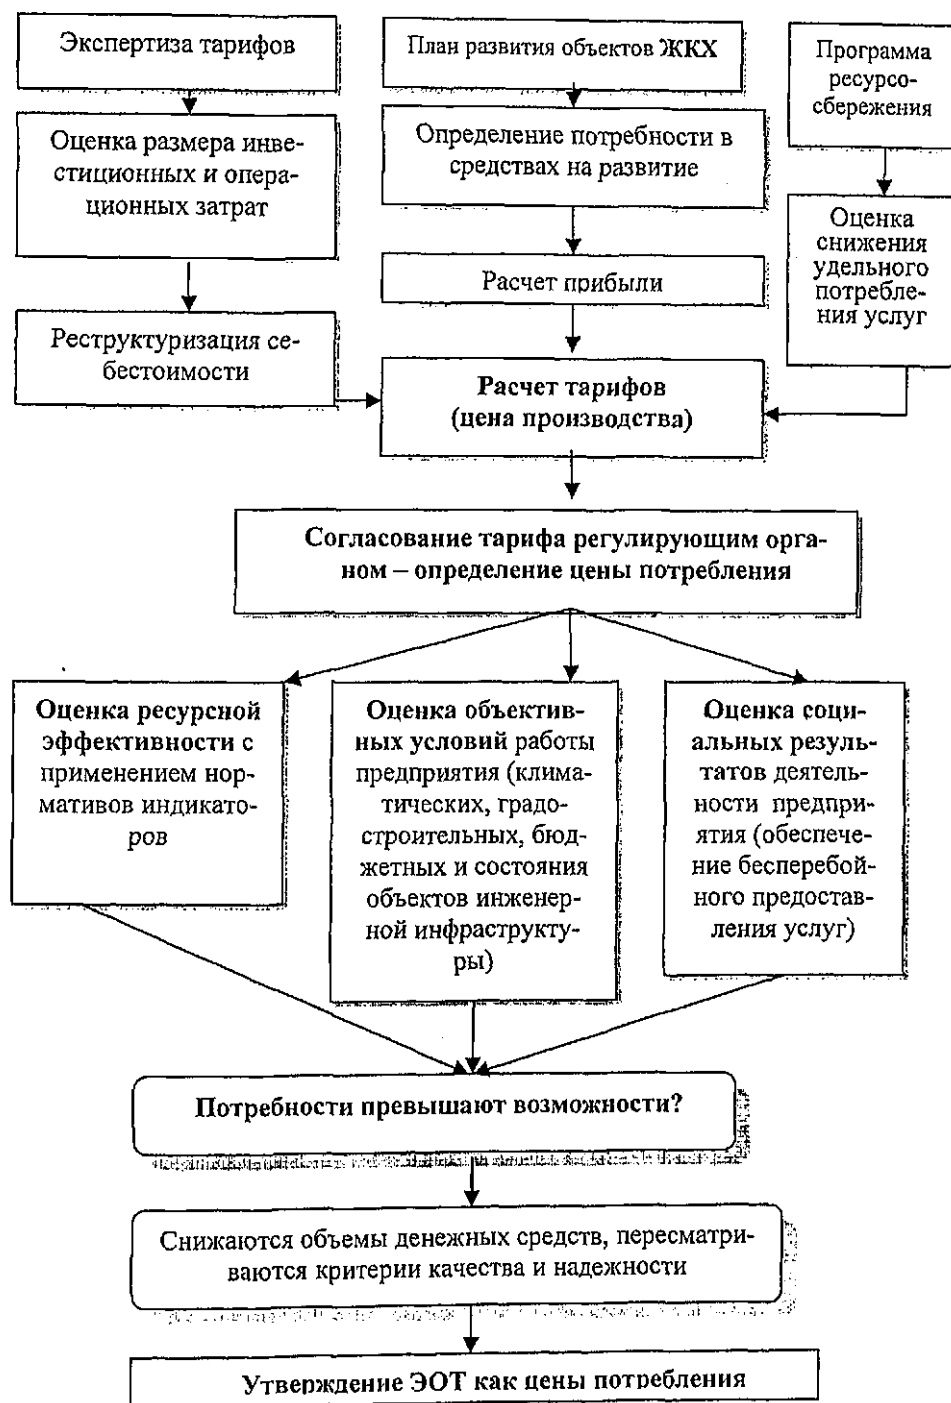 Экспертиза тарифов
Оценка размера инве-
стиционных и опера-
ционных затрат
Реструктуризация се-
бестоимости
План развития объектов ЖКХ
Определение потребности в
средствах на развитие
Расчет прибыли
Программа
ресурсо-
сбережения
Оценка
снижения
удельного
потребле-
ния услуг
Расчет тарифов
(цена производства)
Согласование тарифа регулирующим орга-
ном – определение цены потребления
Оценка ресурсной
эффективности с
применением нор-
мативов индикато-
ров
Оценка объектив-
ных условий работы
предприятия (клима-
тических, градо-
строительных, бюд-
жетных и состояния
объектов инженер-
ной инфраструкту-
ры)
Оценка соци-
альных резуль-
татов деятель-
ности предпри-
ятия (обеспече-
ние бесперебой-
ного предостав-
ления услуг)
Потребности превышают возможности?
Снижаются объемы денежных средств, пересматри-
ваются критерии качества и надежности
Утверждение ЭОТ как цены потребления